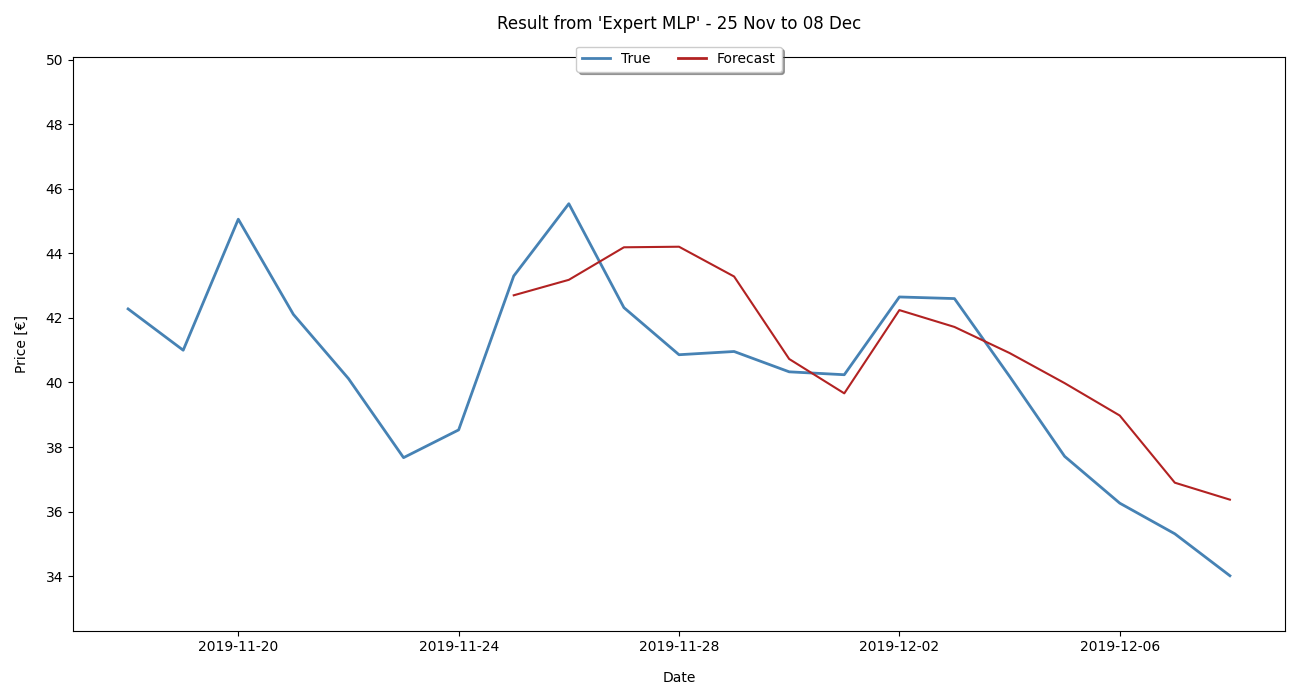 Result from 'Expert MLP' - 25 Nov to 08 Dec
True Forecast
50
48
46
44
42
40
38
36
34
Price [€]
2019-11-20 2019-11-24 2019-11-28 2019-12-02 2019-12-06
Date